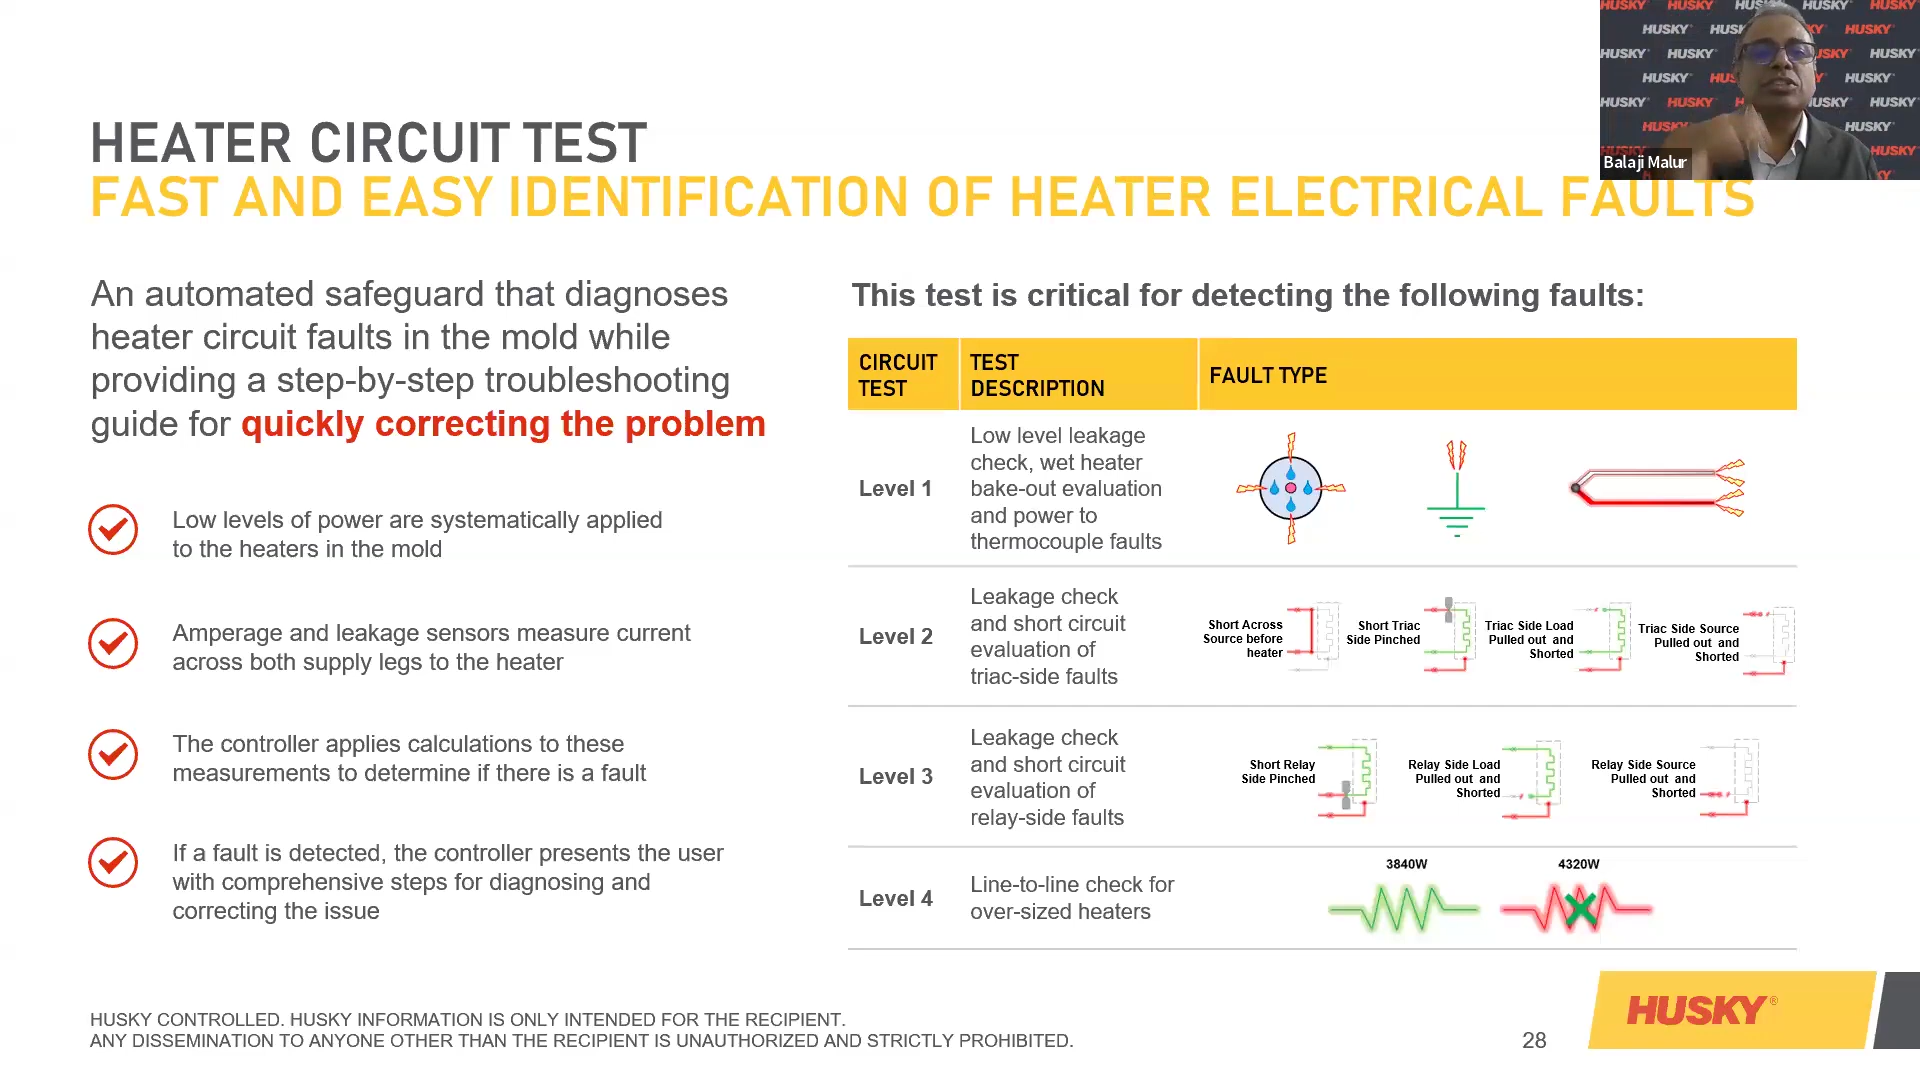 HEATER CIRCUIT TEST
FAST AND EASY IDENTIFICATION OF HEATER ELECTRICAL FAULTS
Balaji Malur
An automated safeguard that diagnoses
heater circuit faults in the mold while
providing a step-by-step troubleshooting
guide for quickly correcting the problem
Low levels of power are systematically applied
to the heaters in the mold
Amperage and leakage sensors measure current
across both supply legs to the heater
The controller applies calculations to these
measurements to determine if there is a fault
If a fault is detected, the controller presents the user
with comprehensive steps for diagnosing and
correcting the issue
This test is critical for detecting the following faults:
CIRCUIT
TEST
TEST
DESCRIPTION
FAULT TYPE
Level 1
Low level leakage
check, wet heater
bake-out evaluation
and power to
thermocouple faults
Level 2
Leakage check
and short circuit
evaluation of
triac-side faults
Short Across
Source before
heater
Short Triac
Side Pinched
Triac Side Load
Pulled out and
Shorted
Triac Side Source
Pulled out and
Shorted
Level 3
Leakage check
and short circuit
evaluation of
relay-side faults
Short Relay
Side Pinched
Relay Side Load
Pulled out and
Shorted
Relay Side Source
Pulled out and
Shorted
Level 4
Line-to-line check for
over-sized heaters
3840W
4320W
HUSKY CONTROLLED. HUSKY INFORMATION IS ONLY INTENDED FOR THE RECIPIENT.
ANY DISSEMINATION TO ANYONE OTHER THAN THE RECIPIENT IS UNAUTHORIZED AND STRICTLY PROHIBITED.
28
HUSKY®